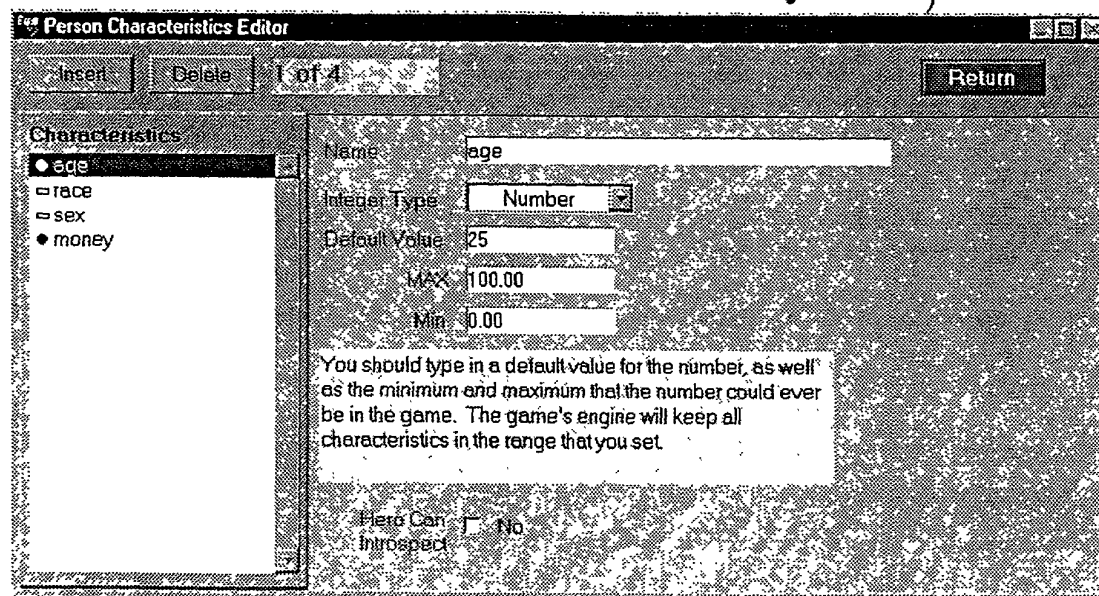 Person Characteristics Editor
Insert Delete 1 of 4 Return
Characteristics
age
race
sex
money
Name age
Integer Type Number
Default Value 25
MAX 100.00
Min 0.00
You should type in a default value for the number, as well
as the minimum and maximum that the number could ever
be in the game. The game's engine will keep all
characteristics in the range that you set.
Hero Can No
Introspect